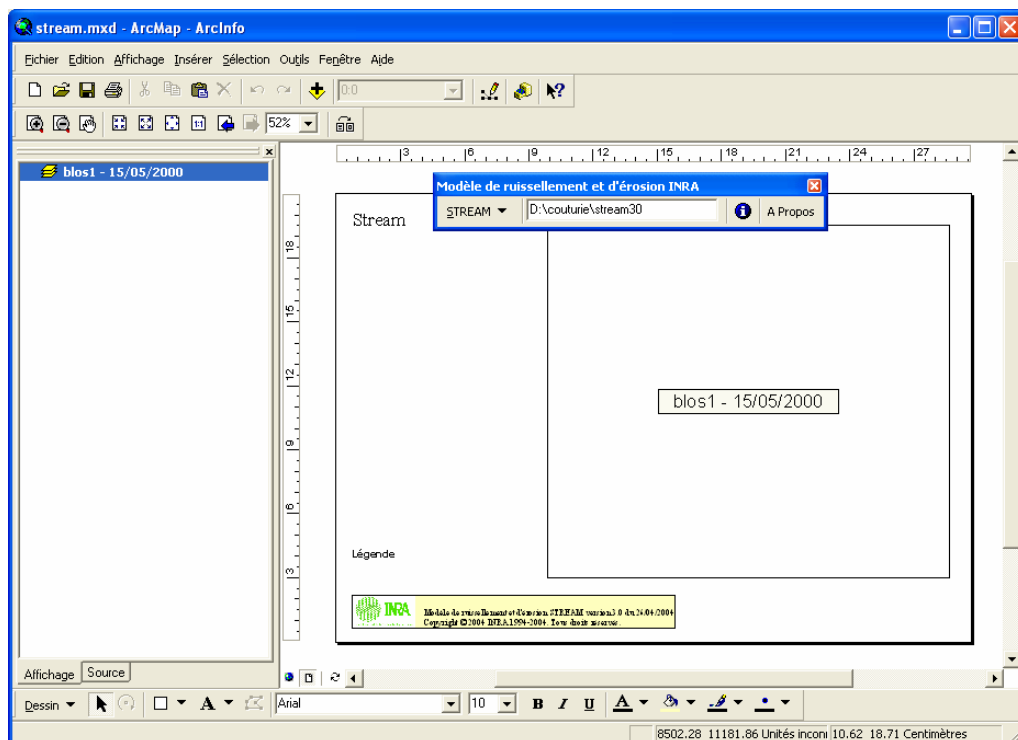 stream.mxd - ArcMap - ArcInfo
Fichier Edition Affichage Insérer Sélection Outils Fenêtre Aide
0:0
52%
blos1 - 15/05/2000
3 6 9 12 15 18 21 24 27
Modèle de ruissellement et d'érosion INRA
STREAM D:\couturie\stream30 A Propos
Stream
18
15
12
9
6
3
blos1 - 15/05/2000
Légende
INRA
Modèle de ruissellement et d'érosion STREAM version3.0 du 26/04/2004
Copyright ©2004 INRA 1994-2004. Tous droits réservés.
Affichage Source
Dessin A Arial 10 B I U A
8502.28 11181.86 Unités inconi 10.62 18.71 Centimètres